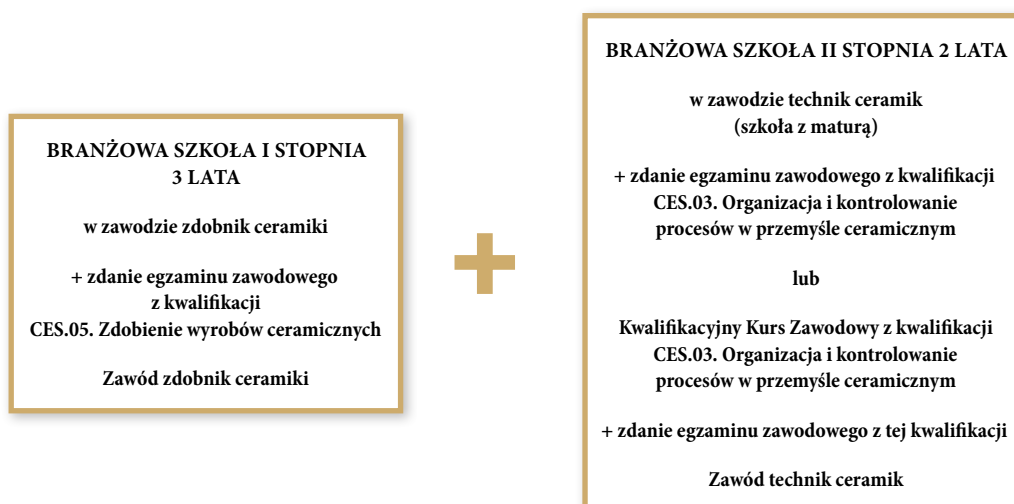 BRANŻOWA SZKOŁA I STOPNIA
3 LATA
w zawodzie zdobnik ceramiki
+ zdanie egzaminu zawodowego
z kwalifikacji
CES.05. Zdobienie wyrobów ceramicznych
Zawód zdobnik ceramiki
+
BRANŻOWA SZKOŁA II STOPNIA 2 LATA
w zawodzie technik ceramik
(szkoła z maturą)
+ zdanie egzaminu zawodowego z kwalifikacji
CES.03. Organizacja i kontrolowanie
procesów w przemyśle ceramicznym
lub
Kwalifikacyjny Kurs Zawodowy z kwalifikacji
CES.03. Organizacja i kontrolowanie
procesów w przemyśle ceramicznym
+ zdanie egzaminu zawodowego z tej kwalifikacji
Zawód technik ceramik